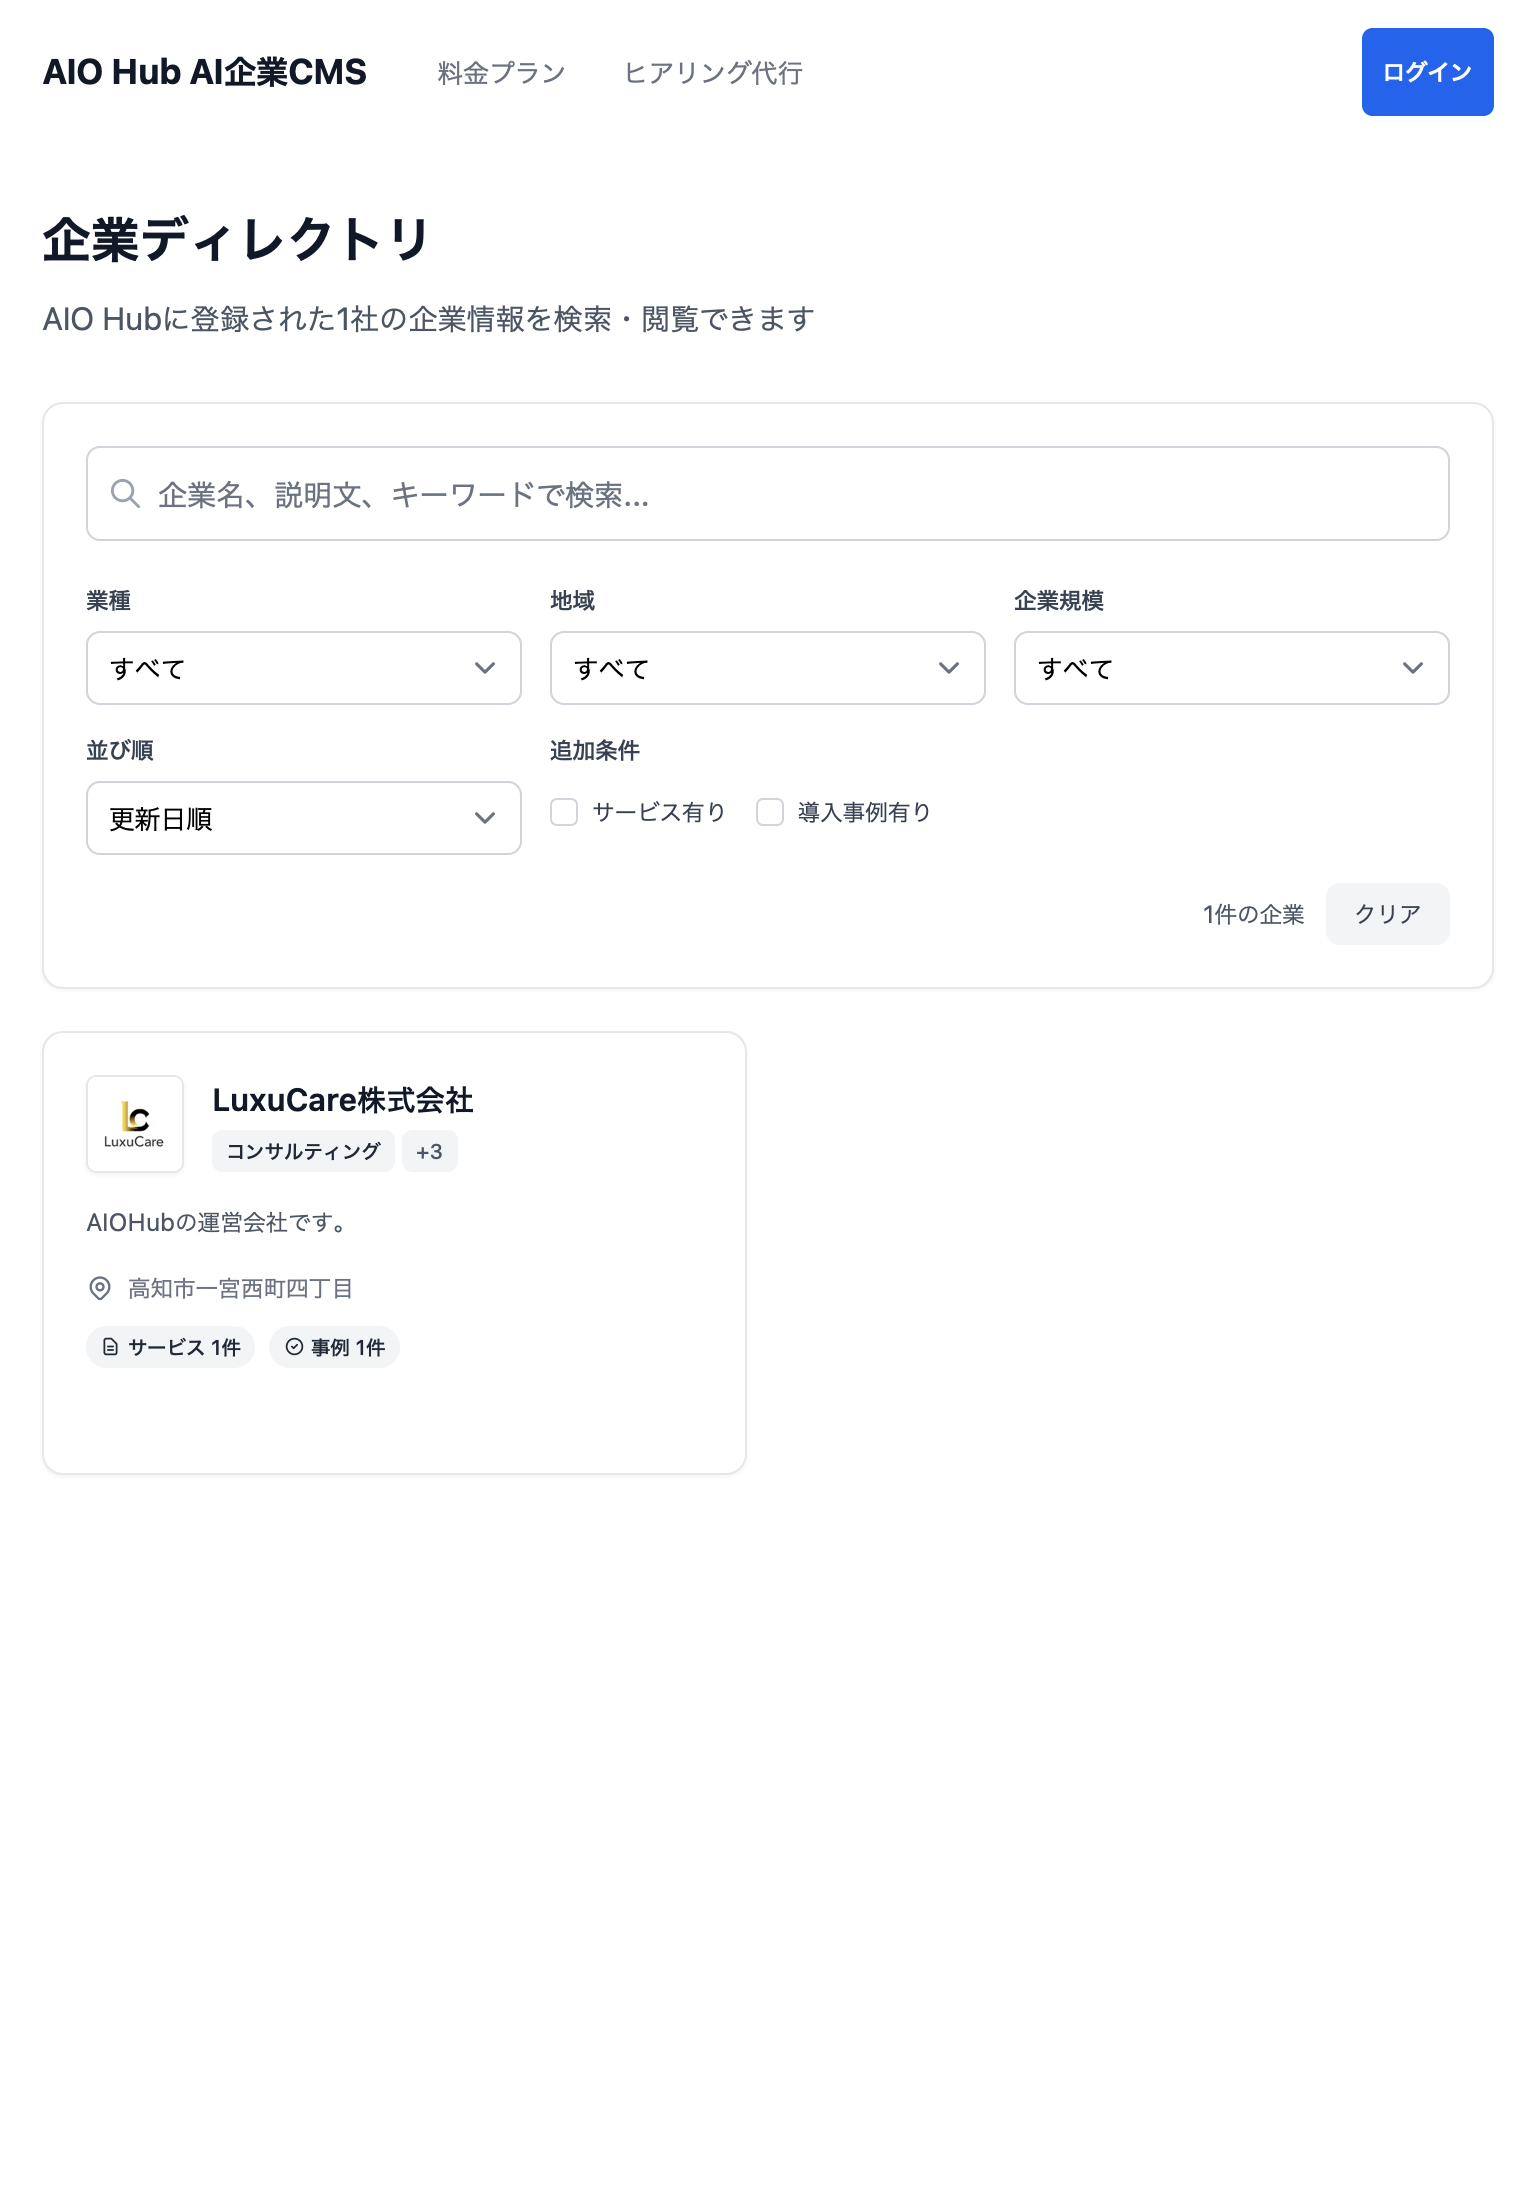 AIO Hub AI企業CMS 料金プラン ヒアリング代行 ログイン
企業ディレクトリ
AIO Hubに登録された1社の企業情報を検索・閲覧できます
企業名、説明文、キーワードで検索...
業種 地域 企業規模
すべて すべて すべて
並び順 追加条件
更新日順 サービス有り 導入事例有り
1件の企業 クリア
LuxuCare株式会社
LC
LuxuCare
コンサルティング +3
AIOHubの運営会社です。
高知市一宮西町四丁目
サービス 1件 事例 1件